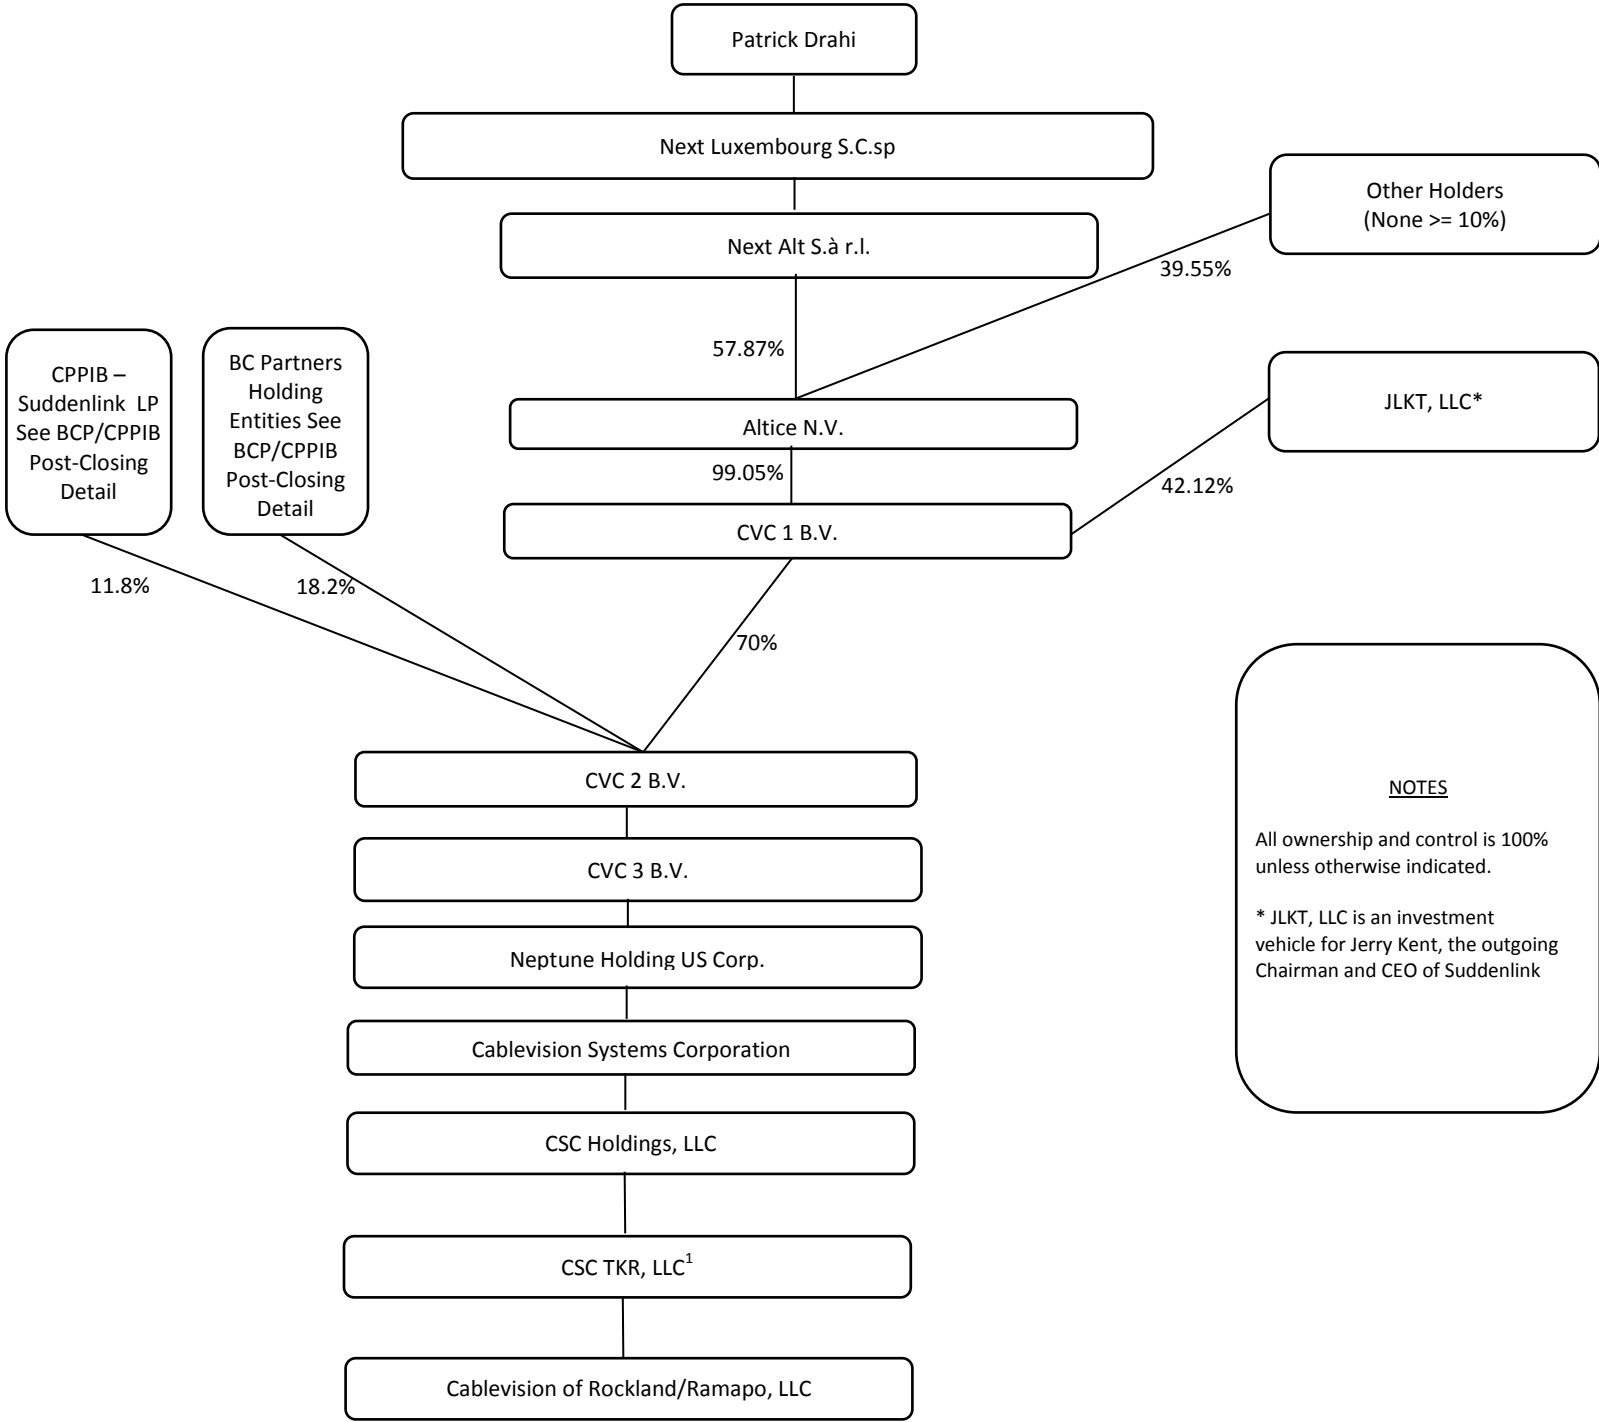 Patrick Drahi
Next Luxembourg S.C.sp
Other Holders
(None >= 10%)
Next Alt S.à r.l.
39.55%
57.87%
CPPIB –
Suddenlink LP
See BCP/CPPIB
Post-Closing
Detail
BC Partners
Holding
Entities See
BCP/CPPIB
Post-Closing
Detail
JLKT, LLC*
Altice N.V.
99.05%
42.12%
CVC 1 B.V.
11.8%
18.2%
70%
CVC 2 B.V.
CVC 3 B.V.
Neptune Holding US Corp.
Cablevision Systems Corporation
CSC Holdings, LLC
CSC TKR, LLC¹
Cablevision of Rockland/Ramapo, LLC
NOTES
All ownership and control is 100%
unless otherwise indicated.
* JLKT, LLC is an investment
vehicle for Jerry Kent, the outgoing
Chairman and CEO of Suddenlink